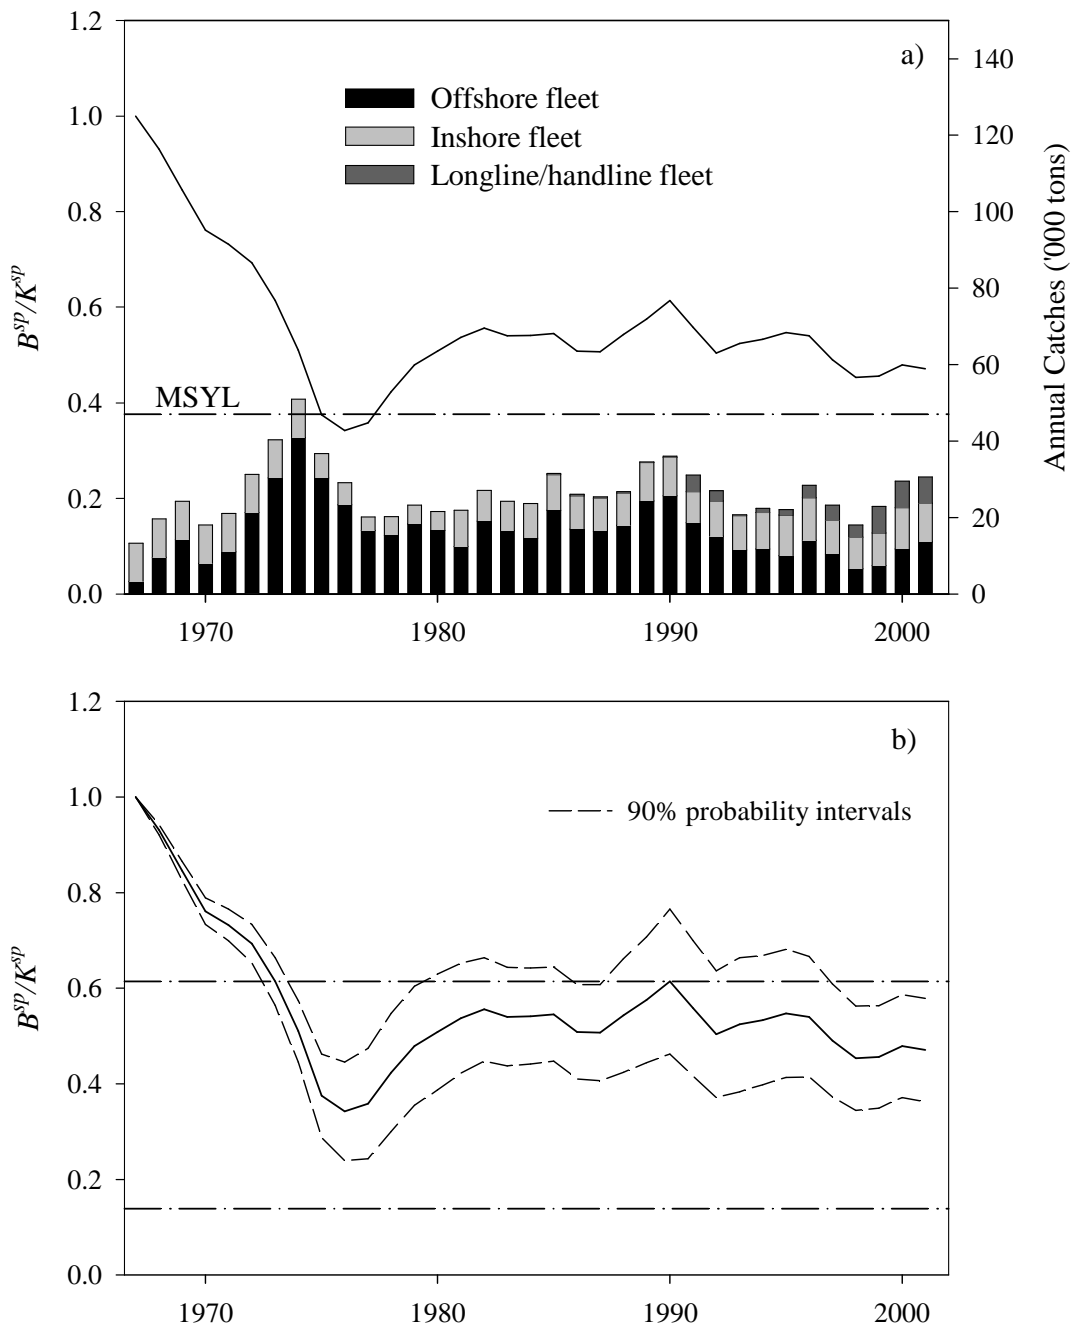 a)
Offshore fleet
Inshore fleet
Longline/handline fleet
MSYL
1.2
1.0
0.8
0.6
0.4
0.2
0.0
B^sp/K^sp
140
120
100
80
60
40
20
0
Annual Catches ('000 tons)
1970 1980 1990 2000
b)
90% probability intervals
1.2
1.0
0.8
0.6
0.4
0.2
0.0
B^sp/K^sp
1970 1980 1990 2000